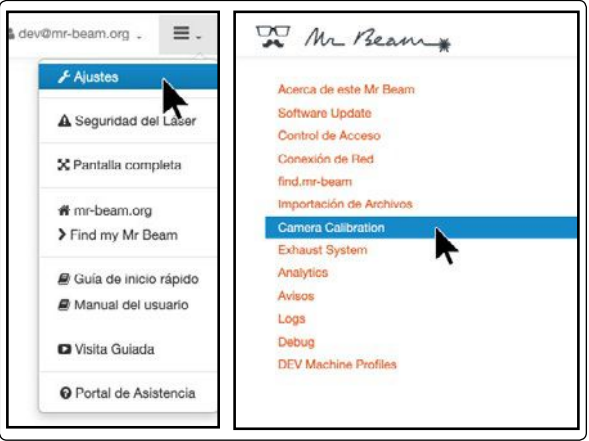 dev@mr-beam.org
Ajustes
Seguridad del Láser
Pantalla completa
mr-beam.org
Find my Mr Beam
Guía de inicio rápido
Manual del usuario
Visita Guiada
Portal de Asistencia
Mr Beam
Acerca de este Mr Beam
Software Update
Control de Acceso
Conexión de Red
find.mr-beam
Importación de Archivos
Camera Calibration
Exhaust System
Analytics
Avisos
Logs
Debug
DEV Machine Profiles